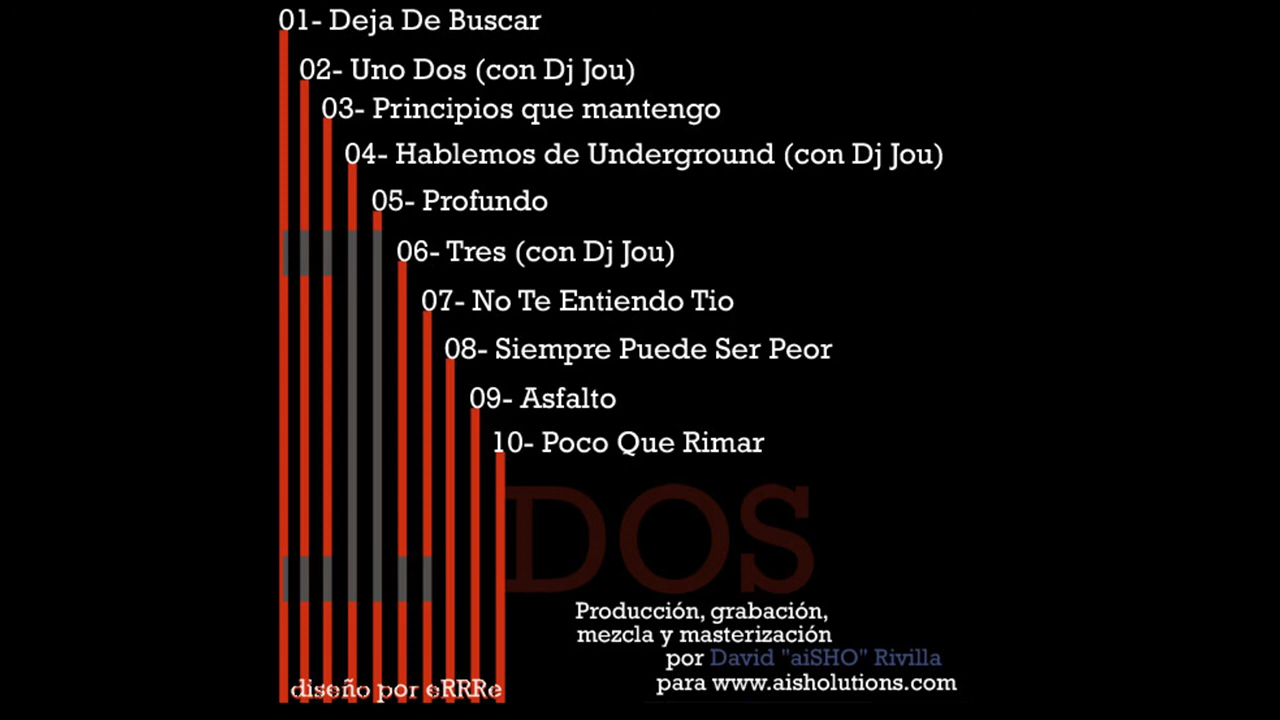 01- Deja De Buscar
02- Uno Dos (con Dj Jou)
03- Principios que mantengo
04- Hablemos de Underground (con Dj Jou)
05- Profundo
06- Tres (con Dj Jou)
07- No Te Entiendo Tio
08- Siempre Puede Ser Peor
09- Asfalto
10- Poco Que Rimar
DOS
Producción, grabación,
mezcla y masterización
por David "aiSHO" Rivilla
para www.aisholutions.com
diseño por eRRRe